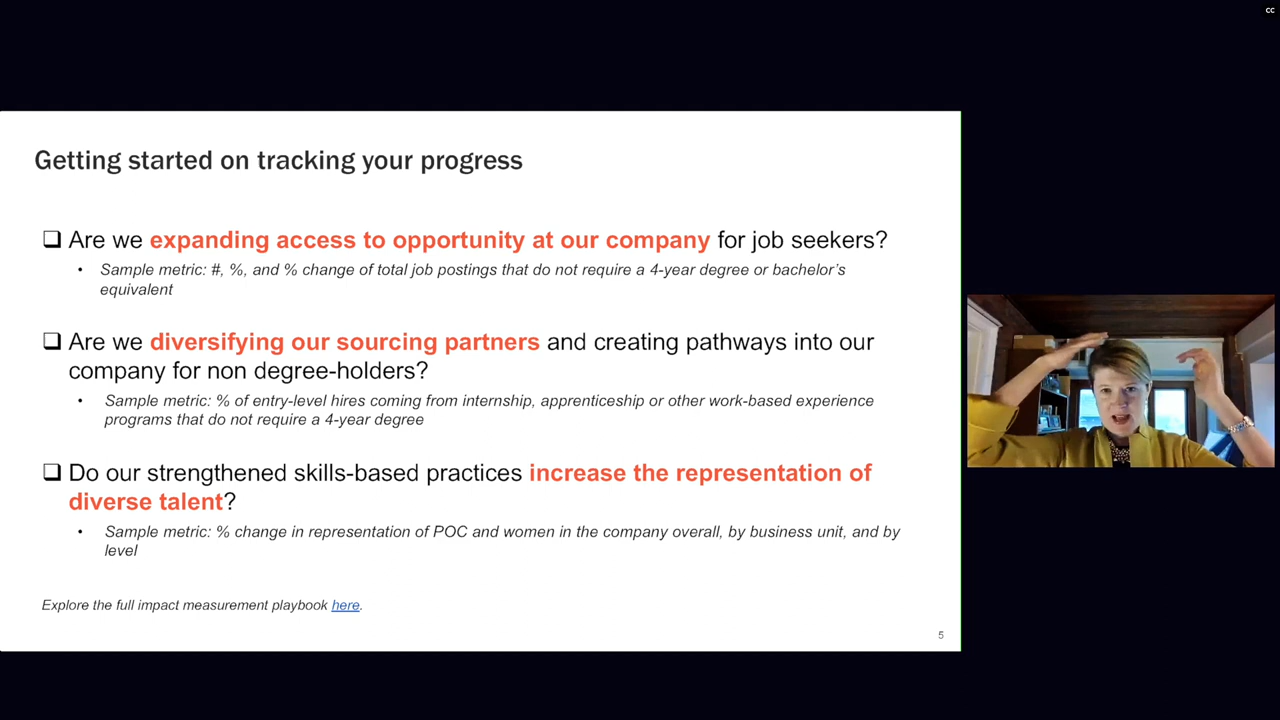 CC
Getting started on tracking your progress
❑ Are we expanding access to opportunity at our company for job seekers?
• Sample metric: #, %, and % change of total job postings that do not require a 4-year degree or bachelor's
equivalent
❑ Are we diversifying our sourcing partners and creating pathways into our
company for non degree-holders?
• Sample metric: % of entry-level hires coming from internship, apprenticeship or other work-based experience
programs that do not require a 4-year degree
❑ Do our strengthened skills-based practices increase the representation of
diverse talent?
• Sample metric: % change in representation of POC and women in the company overall, by business unit, and by
level
Explore the full impact measurement playbook here.
5